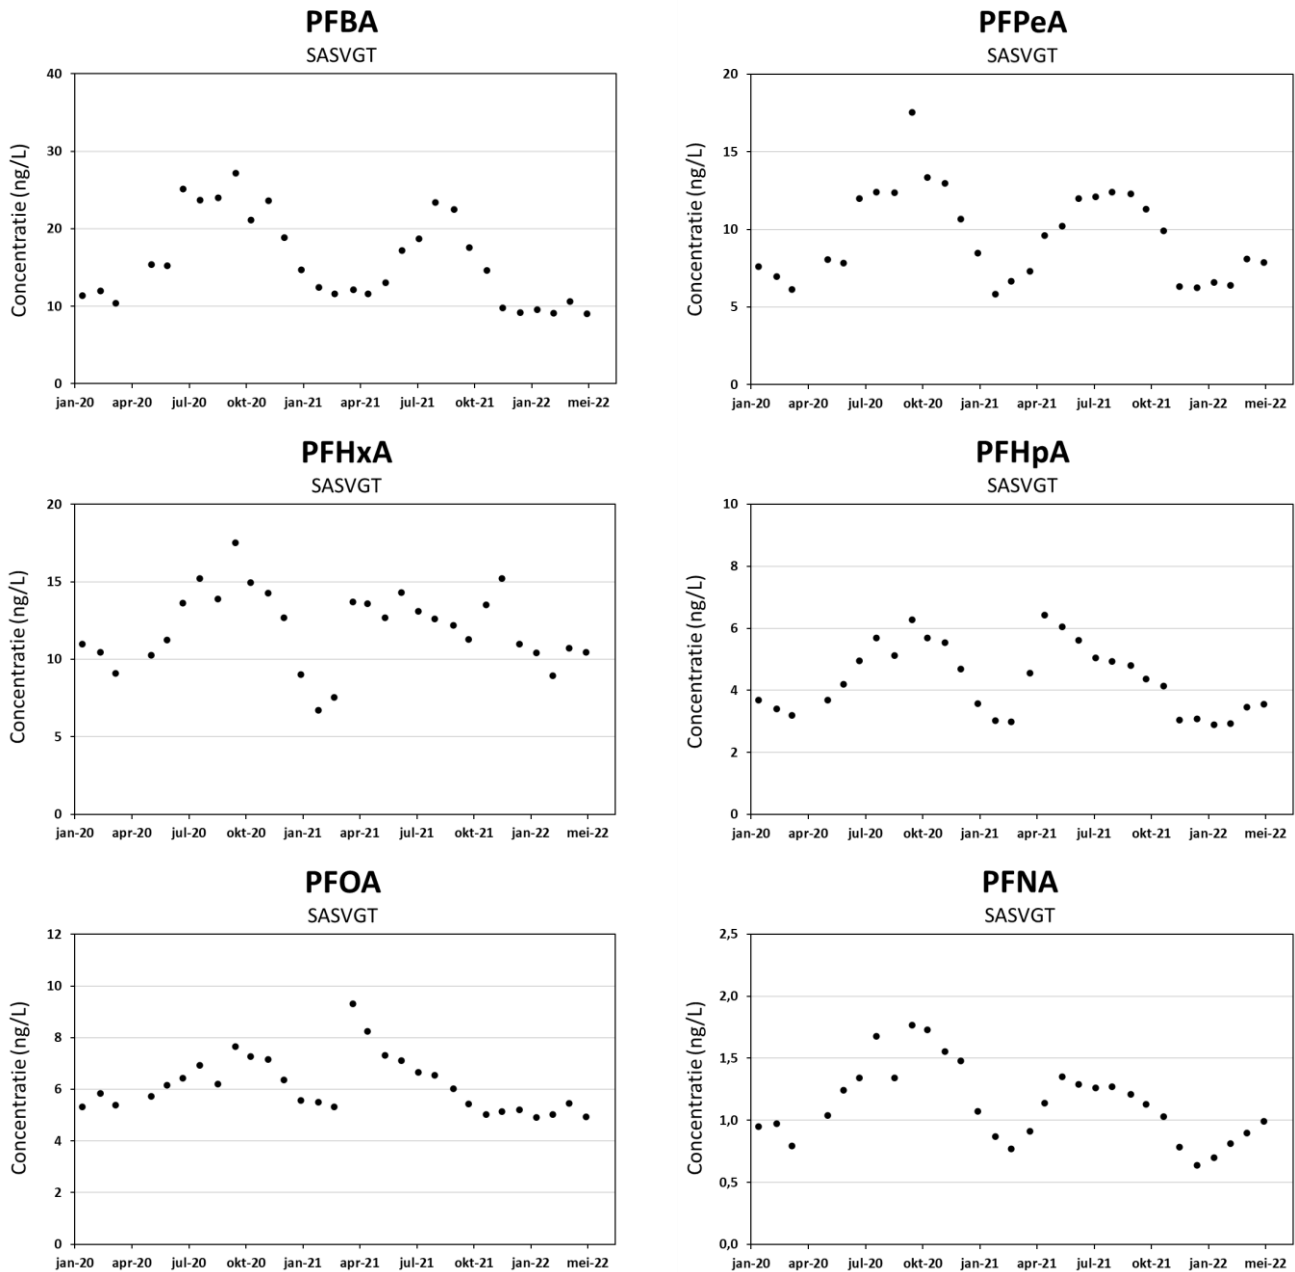 PFBA
SASVGT
Concentratie (ng/L)
40
30
20
10
0
jan-20 apr-20 jul-20 okt-20 jan-21 apr-21 jul-21 okt-21 jan-22 mei-22
PFPeA
SASVGT
Concentratie (ng/L)
20
15
10
5
0
jan-20 apr-20 jul-20 okt-20 jan-21 apr-21 jul-21 okt-21 jan-22 mei-22
PFHxA
SASVGT
Concentratie (ng/L)
20
15
10
5
0
jan-20 apr-20 jul-20 okt-20 jan-21 apr-21 jul-21 okt-21 jan-22 mei-22
PFHpA
SASVGT
Concentratie (ng/L)
10
8
6
4
2
0
jan-20 apr-20 jul-20 okt-20 jan-21 apr-21 jul-21 okt-21 jan-22 mei-22
PFOA
SASVGT
Concentratie (ng/L)
12
10
8
6
4
2
0
jan-20 apr-20 jul-20 okt-20 jan-21 apr-21 jul-21 okt-21 jan-22 mei-22
PFNA
SASVGT
Concentratie (ng/L)
2,5
2,0
1,5
1,0
0,5
0,0
jan-20 apr-20 jul-20 okt-20 jan-21 apr-21 jul-21 okt-21 jan-22 mei-22